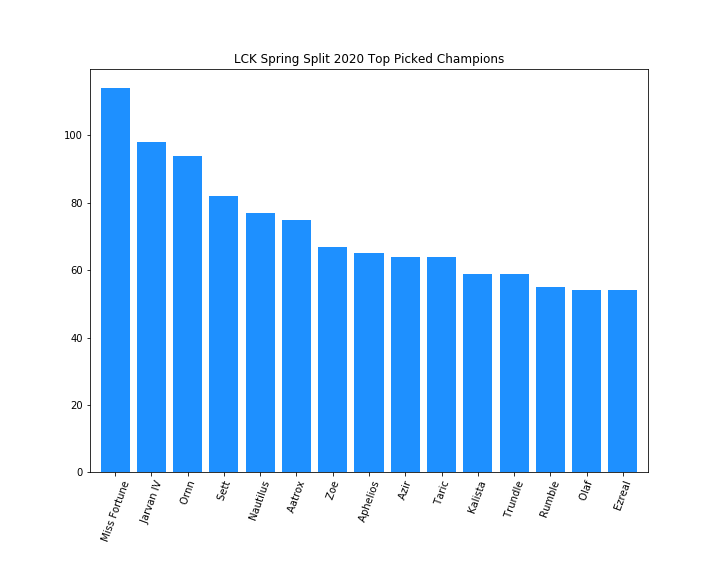 LCK Spring Split 2020 Top Picked Champions
100
80
60
40
20
0
Miss Fortune
Jarvan IV
Ornn
Sett
Nautilus
Aatrox
Zoe
Aphelios
Azir
Taric
Kalista
Trundle
Rumble
Olaf
Ezreal